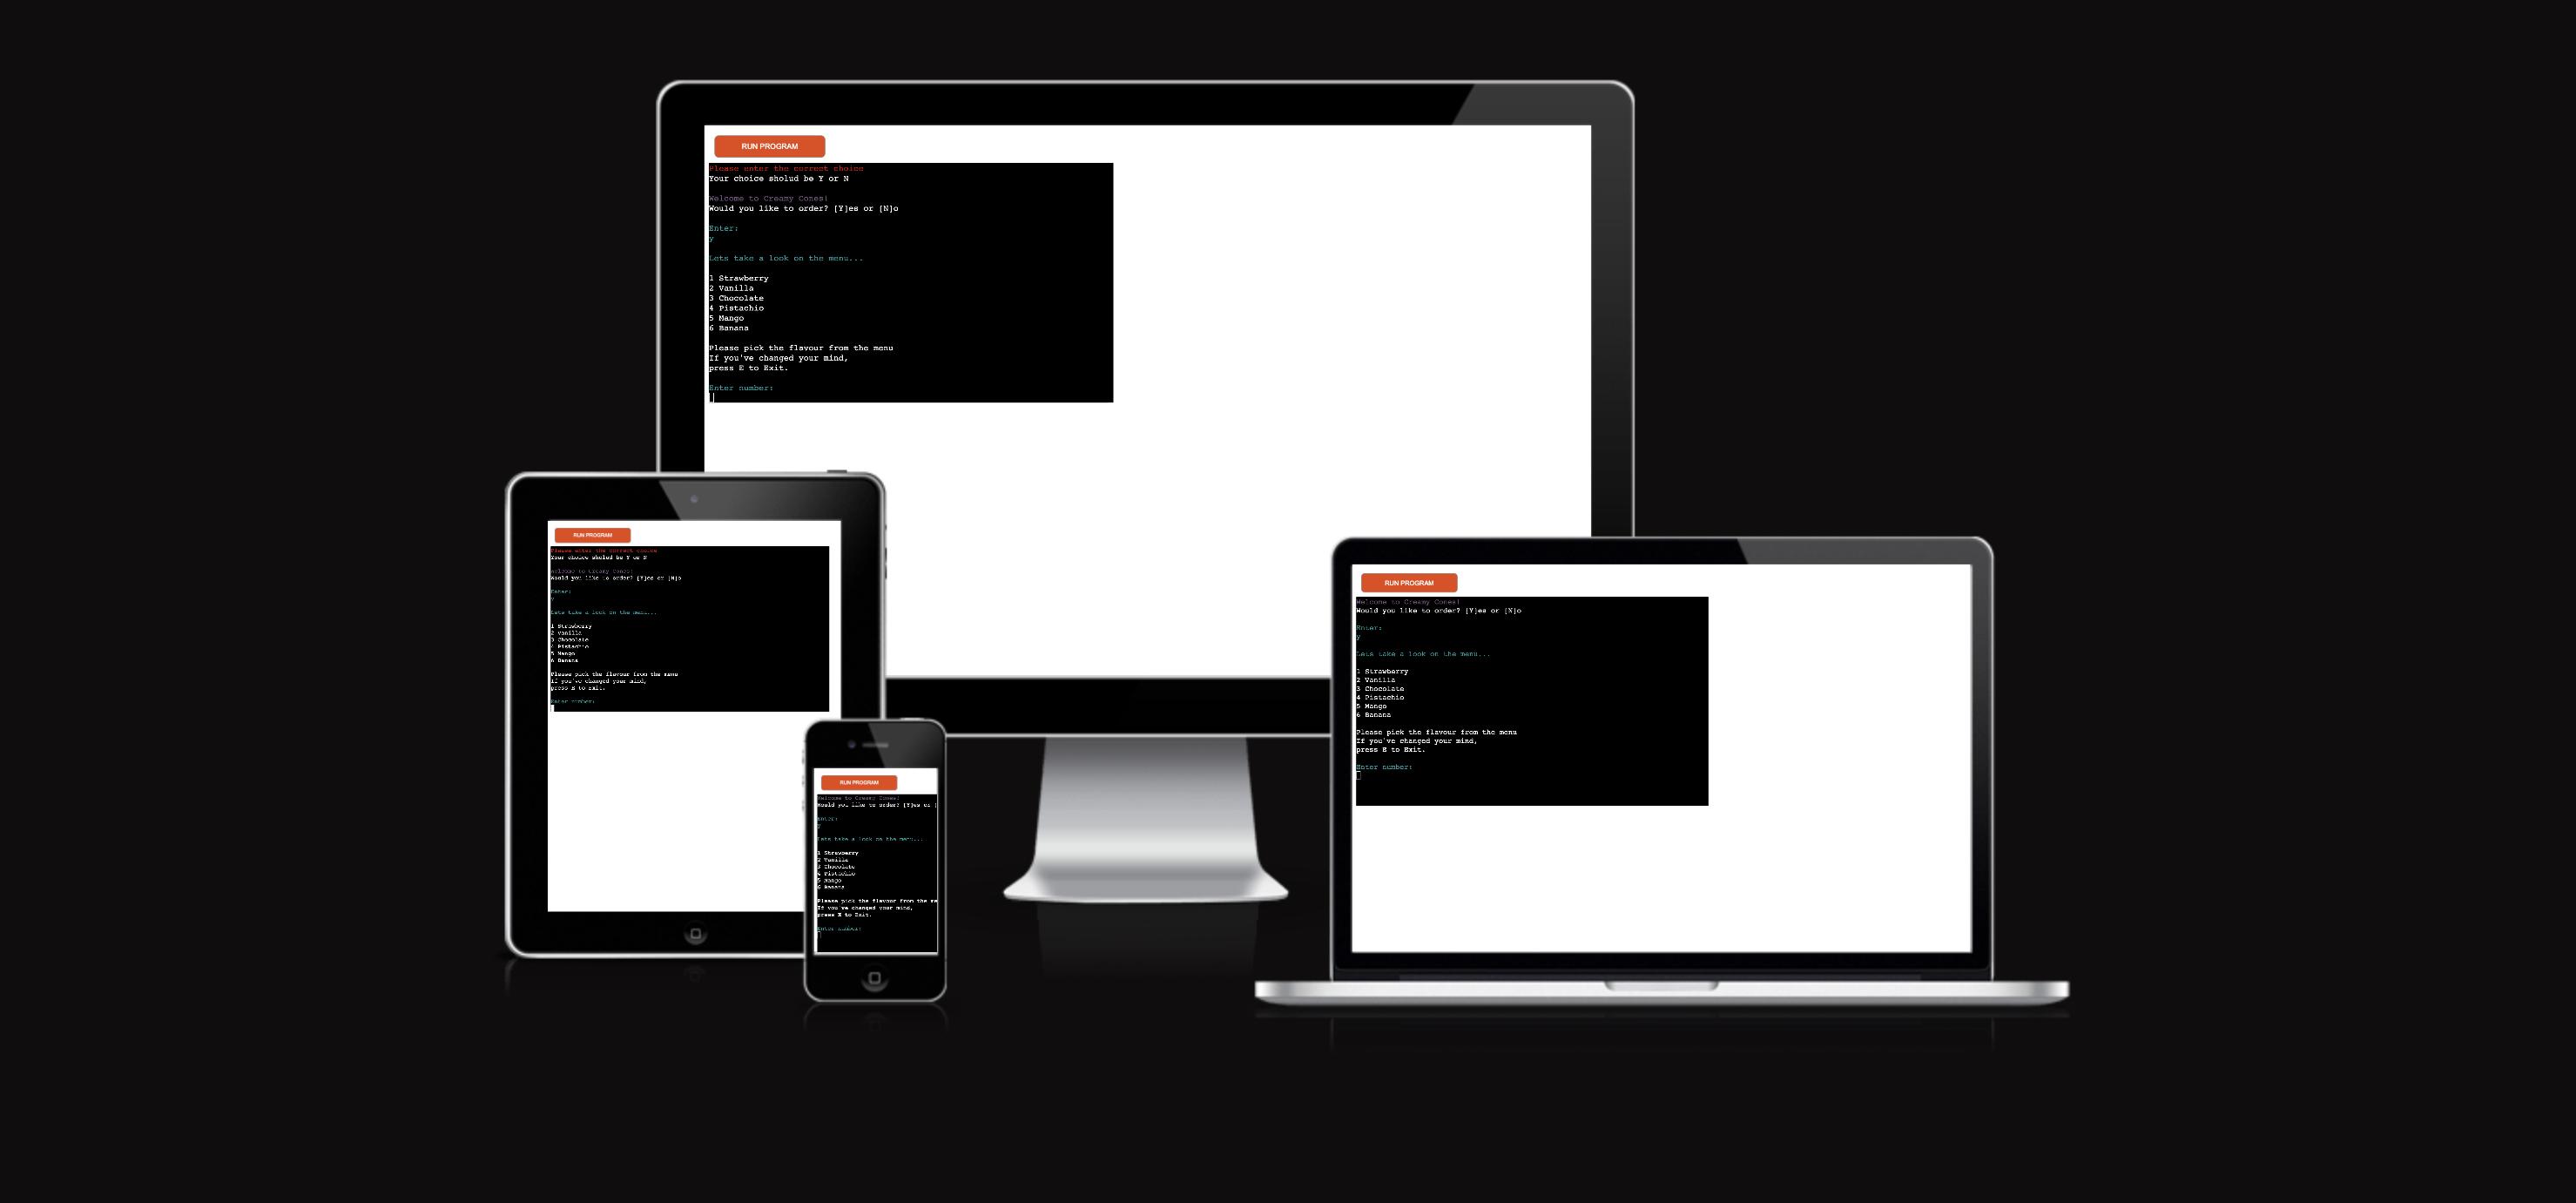 RUN PROGRAM
Please enter the correct choice
Your choice sholud be Y or N
Welcome to Creamy Cones!
Would you like to order? [Y]es or [N]o
Enter:
y
Lets take a look on the menu...
1 Strawberry
2 Vanilla
3 Chocolate
4 Pistachio
5 Mango
6 Banana
Please pick the flavour from the menu
If you've changed your mind,
press E to Exit.
Enter number:
RUN PROGRAM
Please enter the correct choice
Your choice sholud be Y or N
Welcome to Creamy Cones!
Would you like to order? [Y]es or [N]o
Enter:
y
Lets take a look on the menu...
1 Strawberry
2 Vanilla
3 Chocolate
4 Pistachio
5 Mango
6 Banana
Please pick the flavour from the menu
If you've changed your mind,
press E to Exit.
Enter number:
RUN PROGRAM
Welcome to Creamy Cones!
Would you like to order? [Y]es or [
Enter:
y
Lets take a look on the menu...
1 Strawberry
2 Vanilla
3 Chocolate
4 Pistachio
5 Mango
6 Banana
Please pick the flavour from the me
If you've changed your mind,
press E to Exit.
Enter number:
RUN PROGRAM
Welcome to Creamy Cones!
Would you like to order? [Y]es or [N]o
Enter:
y
Lets take a look on the menu...
1 Strawberry
2 Vanilla
3 Chocolate
4 Pistachio
5 Mango
6 Banana
Please pick the flavour from the menu
If you've changed your mind,
press E to Exit.
Enter number: